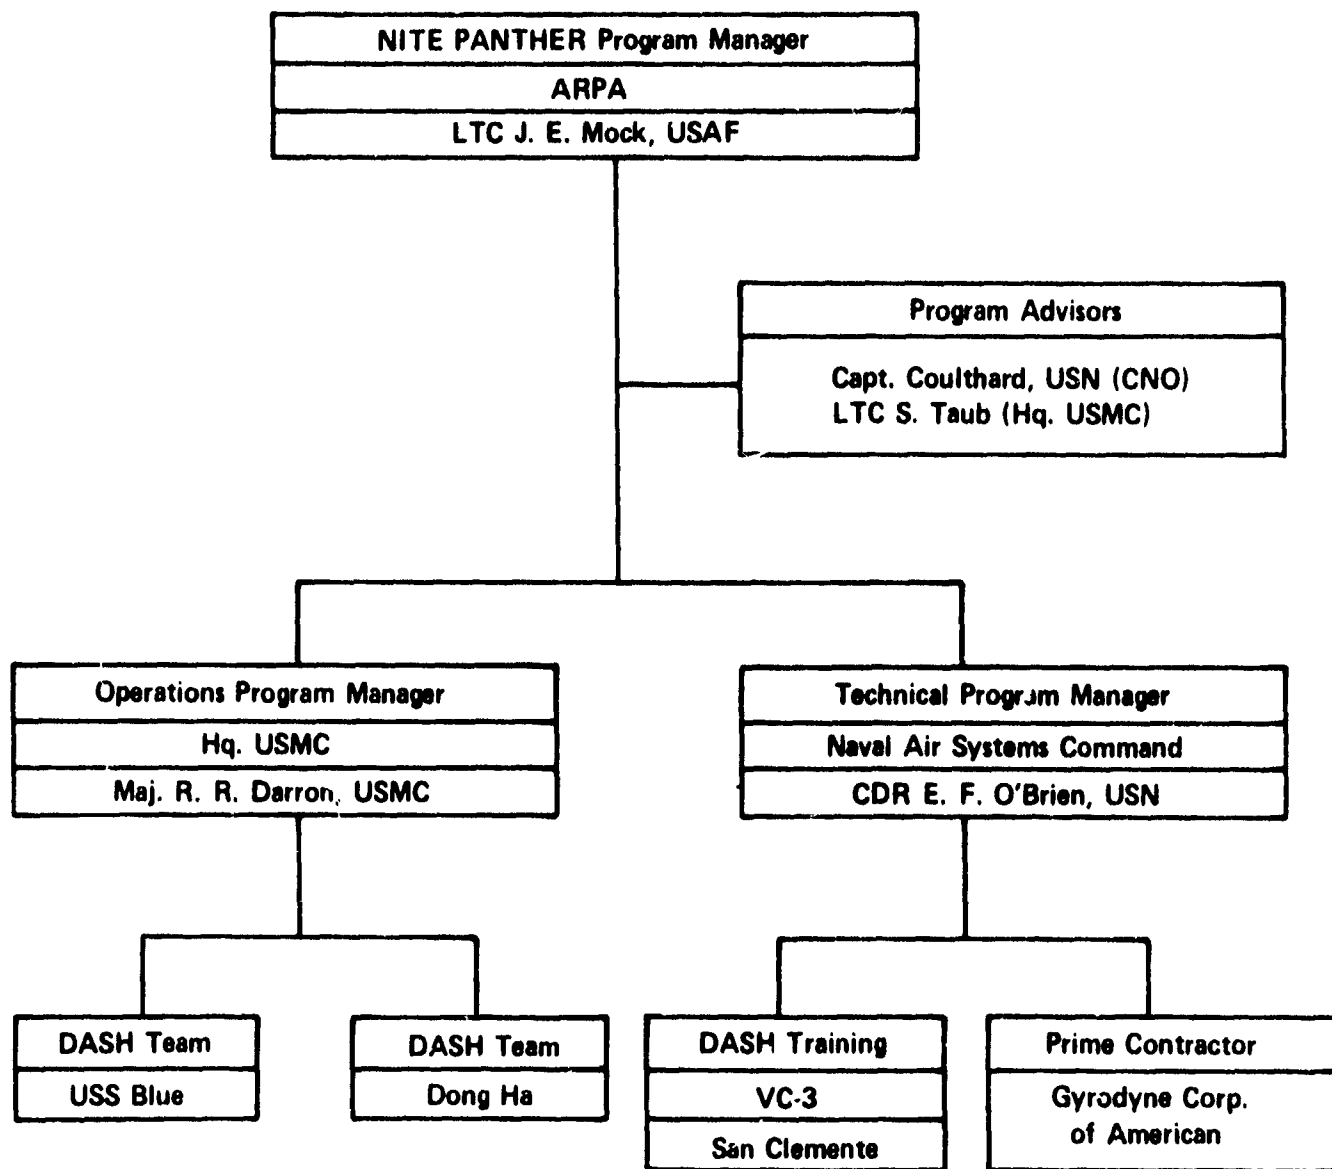 NITE PANTHER Program Manager
ARPA
LTC J. E. Mock, USAF
Program Advisors
Capt. Coulthard, USN (CNO)
LTC S. Taub (Hq. USMC)
Operations Program Manager
Hq. USMC
Maj. R. R. Darron, USMC
Technical Program Manager
Naval Air Systems Command
CDR E. F. O'Brien, USN
DASH Team
USS Blue
DASH Team
Dong Ha
DASH Training
VC-3
San Clemente
Prime Contractor
Gyrodyne Corp.
of American